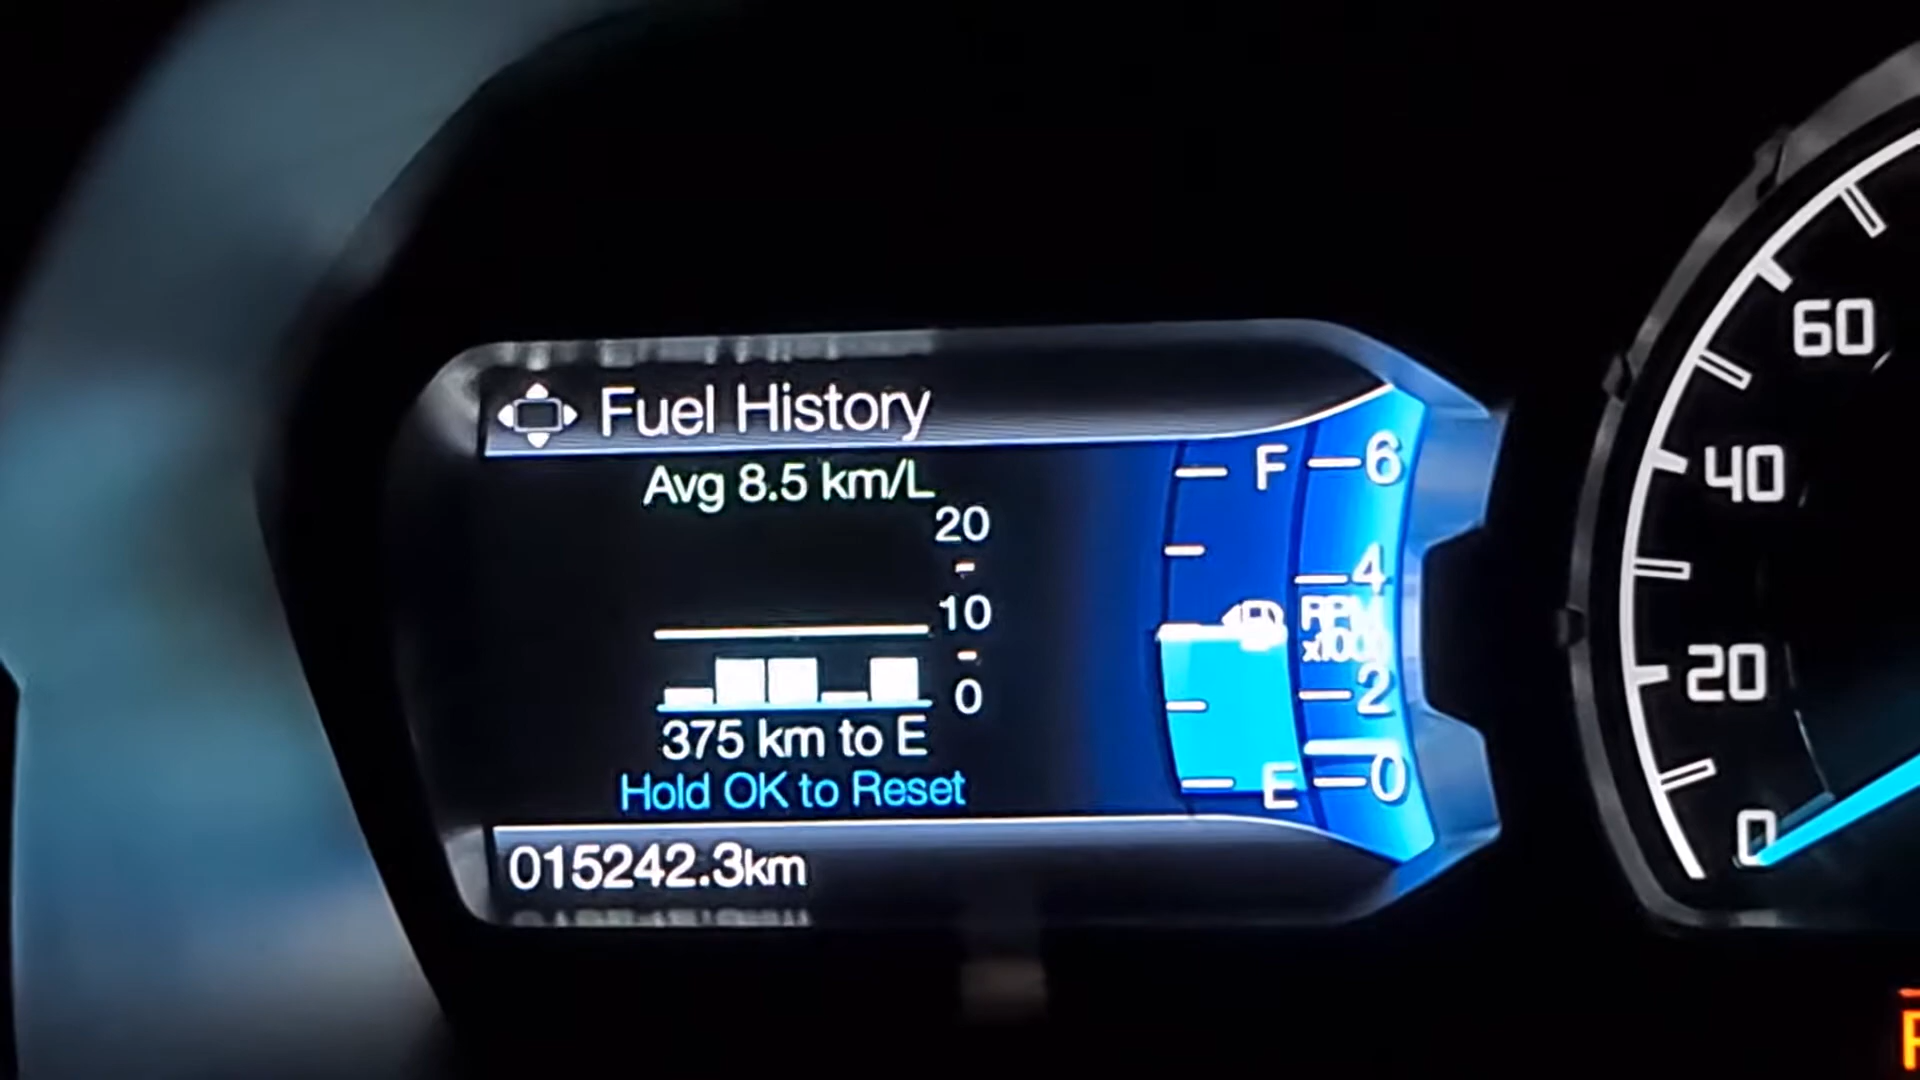 Fuel History
Avg 8.5 km/L
20
10
0
375 km to E
Hold OK to Reset
015242.3km
F
E
6
4
RPM
x1000
2
0
60
40
20
0